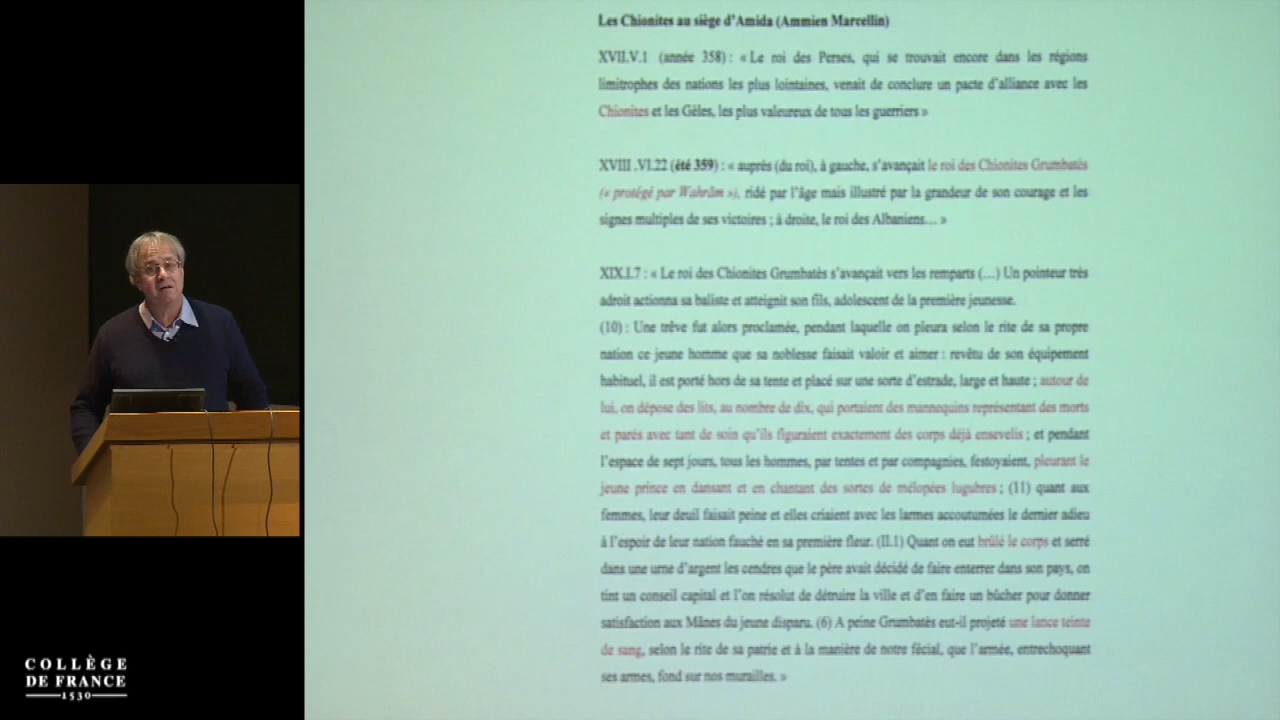 Les Chionites au siège d'Amida (Ammien Marcellin)
XVII.V.1 (année 358) : « Le roi des Perses, qui se trouvait encore dans les régions
limitrophes des nations les plus lointaines, venait de conclure un pacte d'alliance avec les
Chionites et les Gèles, les plus valeureux de tous les guerriers »
XVIII .VI.22 (été 359) : « auprès (du roi), à gauche, s'avançait le roi des Chionites Grumbatès
(« protégé par Wahrâm »), ridé par l'âge mais illustré par la grandeur de son courage et les
signes multiples de ses victoires ; à droite, le roi des Albaniens… »
XIX.I.7 : « Le roi des Chionites Grumbatès s'avançait vers les remparts (…) Un pointeur très
adroit actionna sa baliste et atteignit son fils, adolescent de la première jeunesse.
(10) : Une trêve fut alors proclamée, pendant laquelle on pleura selon le rite de sa propre
nation ce jeune homme que sa noblesse faisait valoir et aimer : revêtu de son équipement
habituel, il est porté hors de sa tente et placé sur une sorte d'estrade, large et haute ; autour de
lui, on dépose des lits, au nombre de dix, qui portaient des mannequins représentant des morts
et parés avec tant de soin qu'ils figuraient exactement des corps déjà ensevelis ; et pendant
l'espace de sept jours, tous les hommes, par tentes et par compagnies, festoyaient, pleurant le
jeune prince en dansant et en chantant des sortes de mélopées lugubres ; (11) quant aux
femmes, leur deuil faisait peine et elles criaient avec les larmes accoutumées le dernier adieu
à l'espoir de leur nation fauché en sa première fleur. (II.1) Quant on eut brûlé le corps et serré
dans une urne d'argent les cendres que le père avait décidé de faire enterrer dans son pays, on
tint un conseil capital et l'on résolut de détruire la ville et d'en faire un bûcher pour donner
satisfaction aux Mânes du jeune disparu. (6) A peine Grumbatès eut-il projeté une lance teinte
de sang, selon le rite de sa patrie et à la manière de notre fécial, que l'armée, entrechoquant
ses armes, fond sur nos murailles. »
COLLÈGE
DE FRANCE
1530